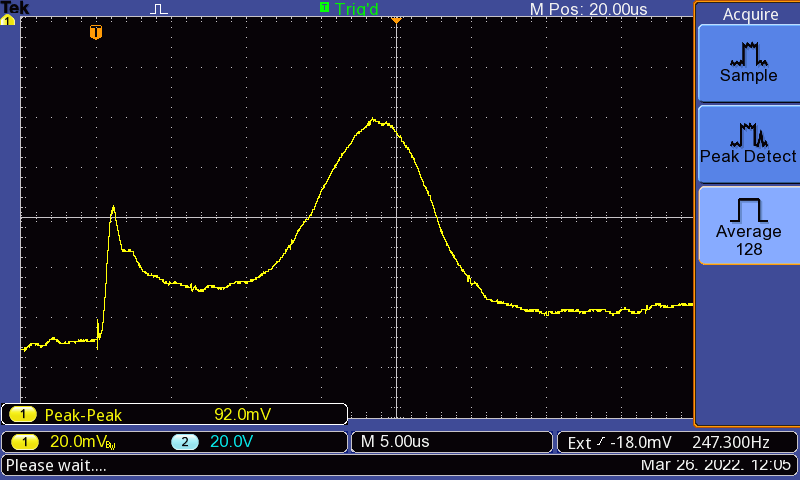 Tek T Trig'd M Pos: 20.00us Acquire
1
T
Sample
Peak Detect
Average
128
1 Peak-Peak 92.0mV
1 20.0mVBW 2 20.0V M 5.00us Ext -18.0mV 247.300Hz
Please wait.... Mar 26. 2022. 12:05